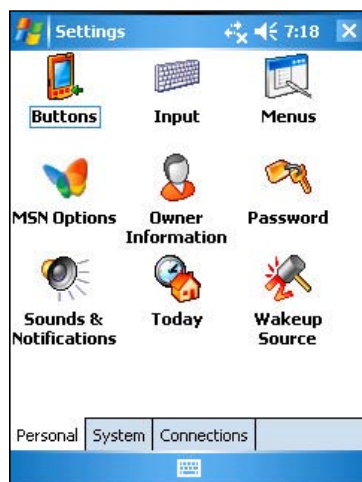 Settings 7:18
Buttons Input Menus
MSN Options Owner Information Password
Sounds & Notifications Today Wakeup Source
Personal System Connections